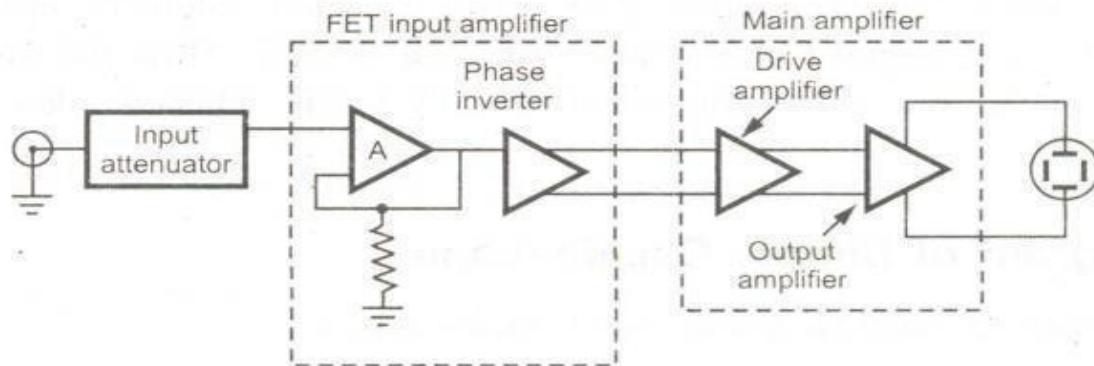 FET input amplifier
Main amplifier
Phase
inverter
Drive
amplifier
Input
attenuator
A
Output
amplifier